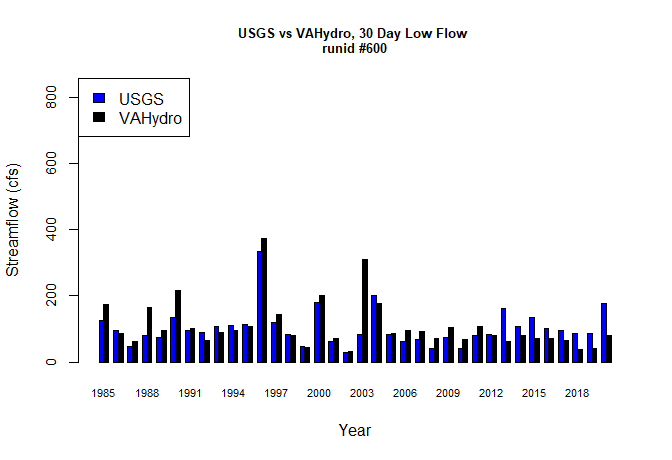 USGS vs VAHydro, 30 Day Low Flow
runid #600
USGS
VAHydro
Streamflow (cfs)
800
600
400
200
0
1985 1988 1991 1994 1997 2000 2003 2006 2009 2012 2015 2018
Year